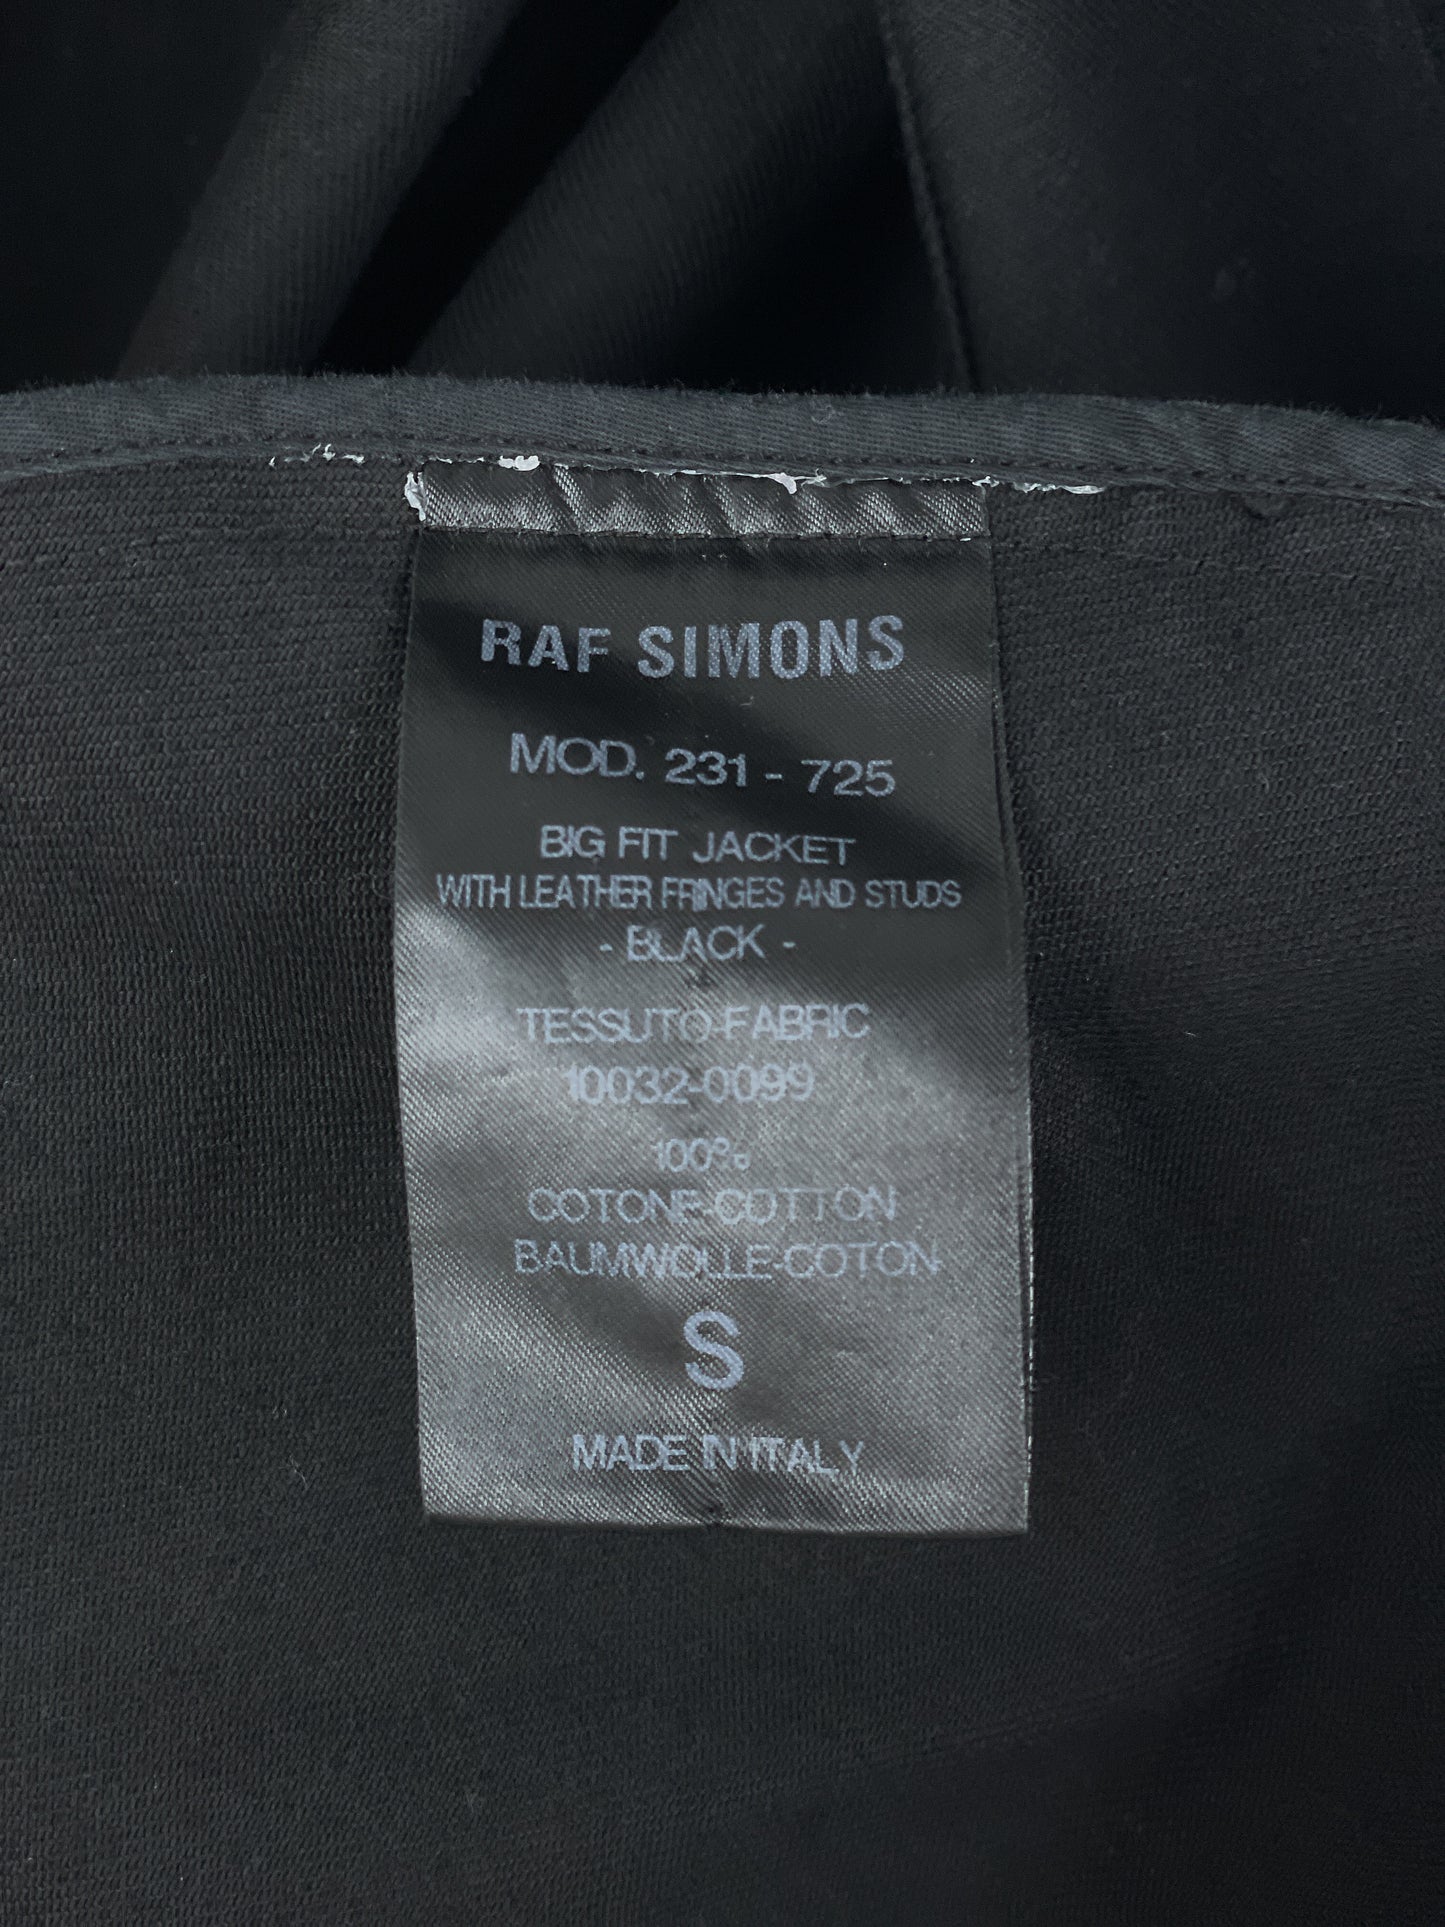 RAF SIMONS
MOD. 231 - 725
BIG FIT JACKET
WITH LEATHER FRINGES AND STUDS
- BLACK -
TESSUTO-FABRIC
10032-0099
100%
COTONE-COTTON
BAUMWOLLE-COTON
S
MADE IN ITALY